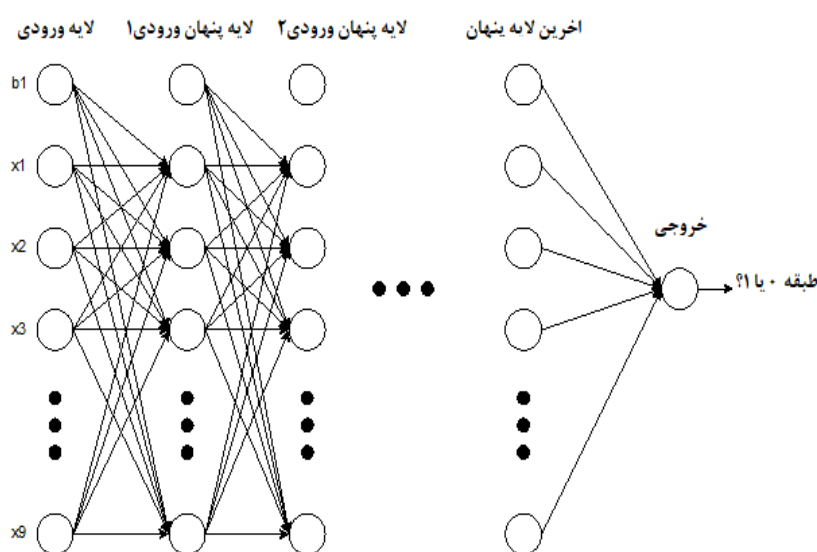 لایه ورودی
لایه پنهان ورودی۱
لایه پنهان ورودی۲
اخرین لایه پنهان
b1
x1
x2
خروجی
طبقه ۰ یا ۱؟
x3
x9